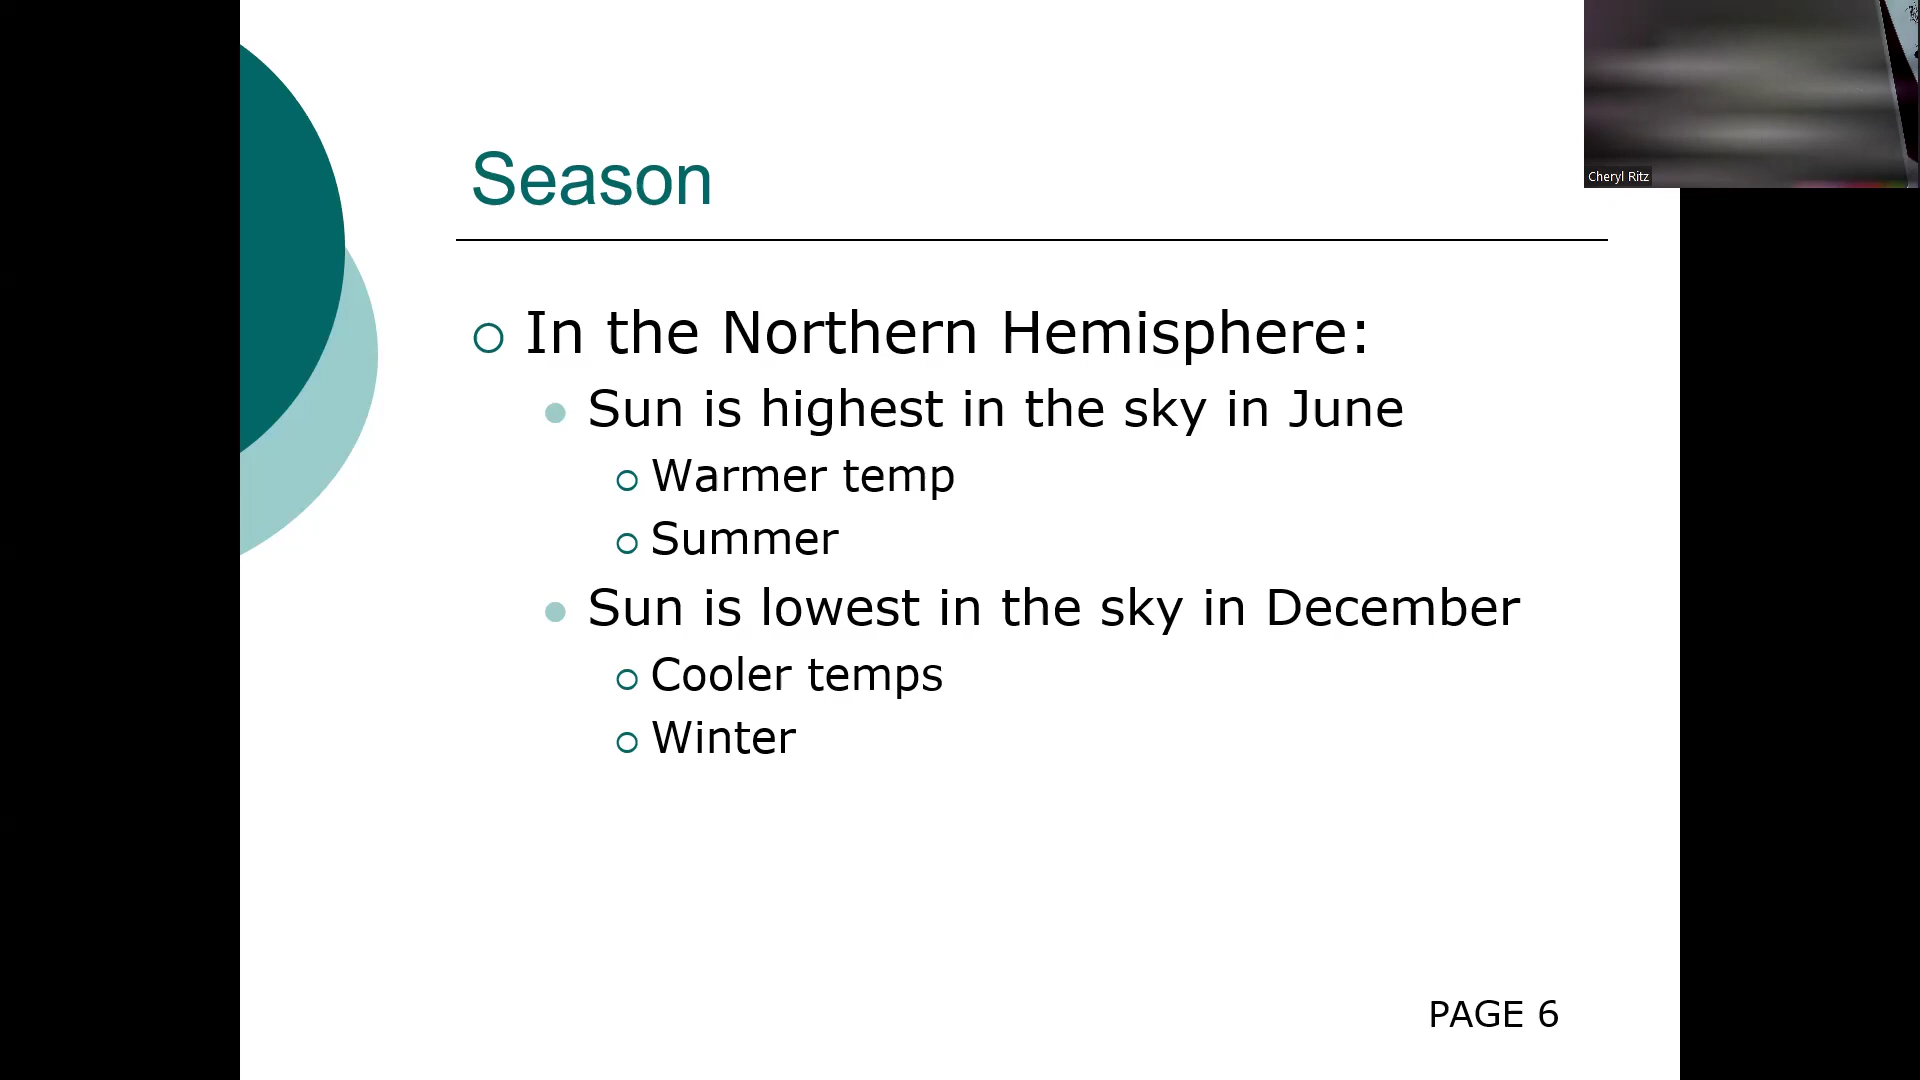 Cheryl Ritz
Season
In the Northern Hemisphere:
Sun is highest in the sky in June
Warmer temp
Summer
Sun is lowest in the sky in December
Cooler temps
Winter
PAGE 6